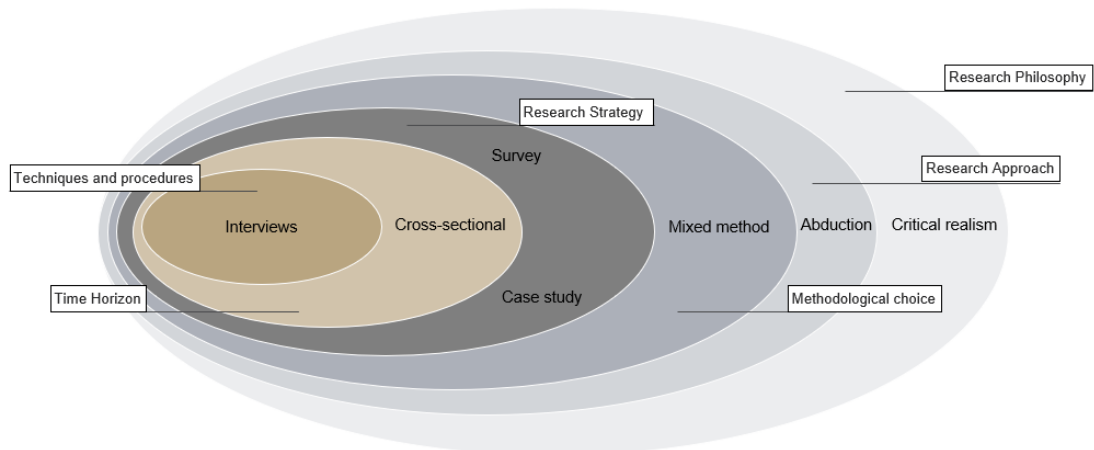 Research Philosophy
Research Strategy
Survey
Research Approach
Techniques and procedures
Interviews
Cross-sectional
Mixed method
Abduction
Critical realism
Case study
Time Horizon
Methodological choice